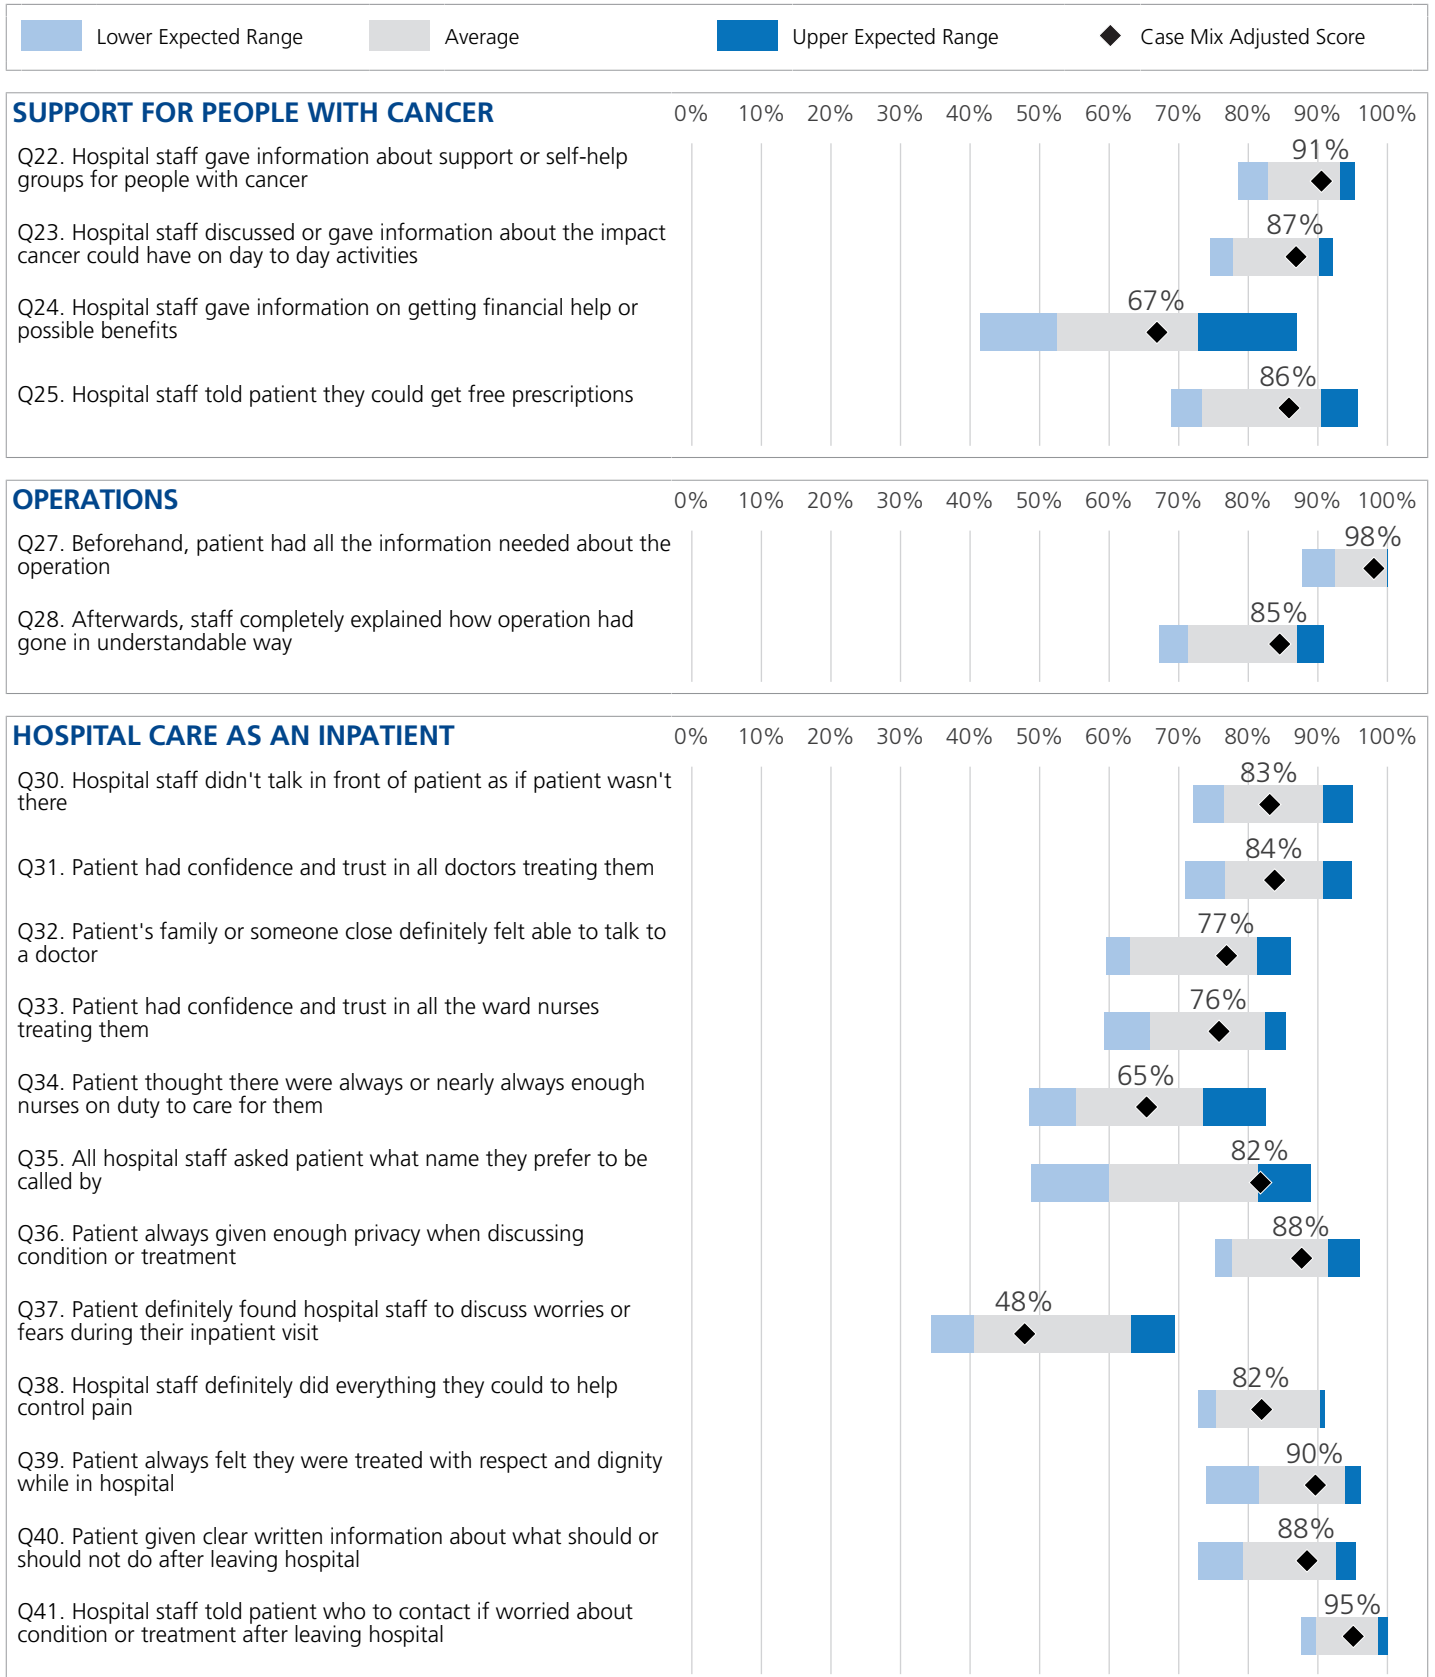 Lower Expected Range Average Upper Expected Range Case Mix Adjusted Score
SUPPORT FOR PEOPLE WITH CANCER 0% 10% 20% 30% 40% 50% 60% 70% 80% 90% 100%
Q22. Hospital staff gave information about support or self-help
groups for people with cancer
91%
Q23. Hospital staff discussed or gave information about the impact
cancer could have on day to day activities
87%
Q24. Hospital staff gave information on getting financial help or
possible benefits
67%
Q25. Hospital staff told patient they could get free prescriptions
86%
OPERATIONS 0% 10% 20% 30% 40% 50% 60% 70% 80% 90% 100%
Q27. Beforehand, patient had all the information needed about the
operation
98%
Q28. Afterwards, staff completely explained how operation had
gone in understandable way
85%
HOSPITAL CARE AS AN INPATIENT 0% 10% 20% 30% 40% 50% 60% 70% 80% 90% 100%
Q30. Hospital staff didn't talk in front of patient as if patient wasn't
there
83%
Q31. Patient had confidence and trust in all doctors treating them
84%
Q32. Patient's family or someone close definitely felt able to talk to
a doctor
77%
Q33. Patient had confidence and trust in all the ward nurses
treating them
76%
Q34. Patient thought there were always or nearly always enough
nurses on duty to care for them
65%
Q35. All hospital staff asked patient what name they prefer to be
called by
82%
Q36. Patient always given enough privacy when discussing
condition or treatment
88%
Q37. Patient definitely found hospital staff to discuss worries or
fears during their inpatient visit
48%
Q38. Hospital staff definitely did everything they could to help
control pain
82%
Q39. Patient always felt they were treated with respect and dignity
while in hospital
90%
Q40. Patient given clear written information about what should or
should not do after leaving hospital
88%
Q41. Hospital staff told patient who to contact if worried about
condition or treatment after leaving hospital
95%